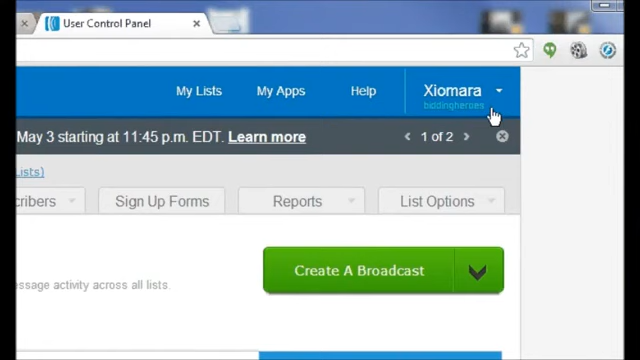 User Control Panel
My Lists My Apps Help Xiomara
biddingheroes
May 3 starting at 11:45 p.m. EDT. Learn more 1 of 2
Lists)
cribers Sign Up Forms Reports List Options
Create A Broadcast
essage activity across all lists.